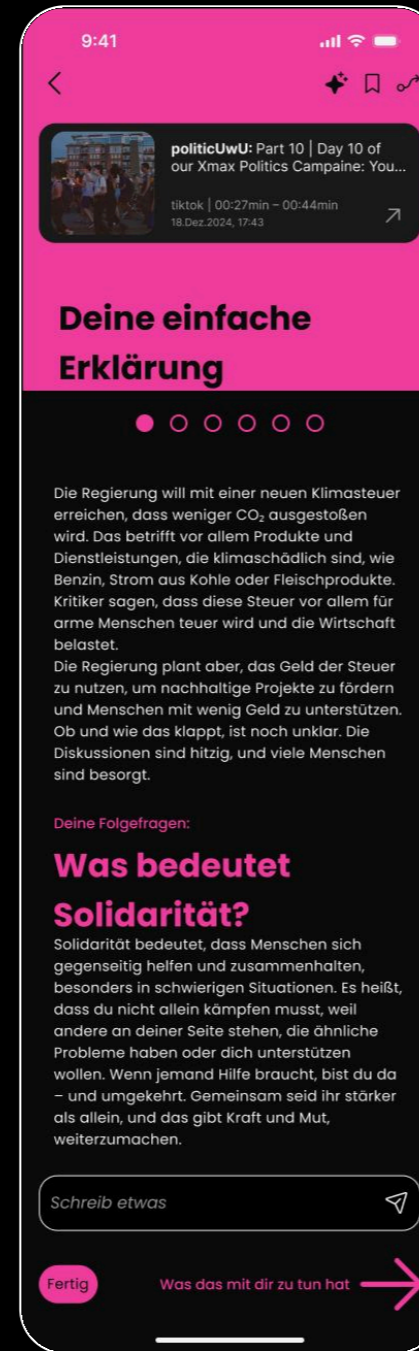 9:41
politicUwU: Part 10 | Day 10 of
our Xmax Politics Campaine: You...
tiktok | 00:27min – 00:44min
18.Dez.2024, 17:43
Deine einfache
Erklärung
Die Regierung will mit einer neuen Klimasteuer
erreichen, dass weniger CO₂ ausgestoßen
wird. Das betrifft vor allem Produkte und
Dienstleistungen, die klimaschädlich sind, wie
Benzin, Strom aus Kohle oder Fleischprodukte.
Kritiker sagen, dass diese Steuer vor allem für
arme Menschen teuer wird und die Wirtschaft
belastet.
Die Regierung plant aber, das Geld der Steuer
zu nutzen, um nachhaltige Projekte zu fördern
und Menschen mit wenig Geld zu unterstützen.
Ob und wie das klappt, ist noch unklar. Die
Diskussionen sind hitzig, und viele Menschen
sind besorgt.
Deine Folgefragen:
Was bedeutet
Solidarität?
Solidarität bedeutet, dass Menschen sich
gegenseitig helfen und zusammenhalten,
besonders in schwierigen Situationen. Es heißt,
dass du nicht allein kämpfen musst, weil
andere an deiner Seite stehen, die ähnliche
Probleme haben oder dich unterstützen
wollen. Wenn jemand Hilfe braucht, bist du da
– und umgekehrt. Gemeinsam seid ihr stärker
als allein, und das gibt Kraft und Mut,
weiterzumachen.
Schreib etwas
Fertig
Was das mit dir zu tun hat